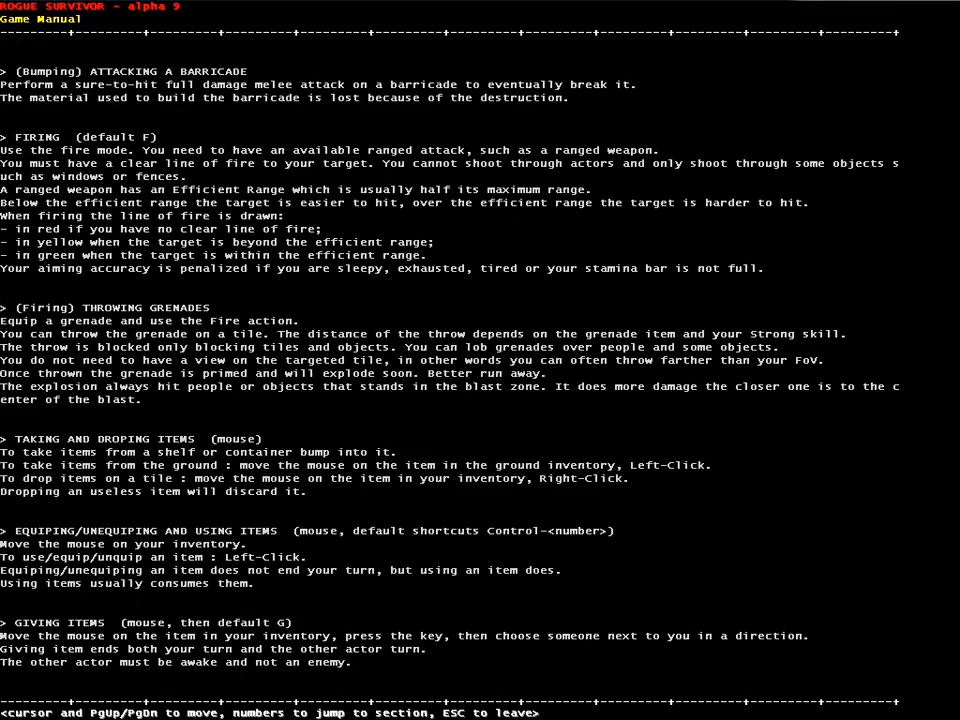 ROGUE SURVIVOR - alpha 9
Game Manual
---------+---------+---------+---------+---------+---------+---------+---------+---------+---------+---------+---------+
> (Bumping) ATTACKING A BARRICADE
Perform a sure-to-hit full damage melee attack on a barricade to eventually break it.
The material used to build the barricade is lost because of the destruction.
> FIRING  (default F)
Use the fire mode. You need to have an available ranged attack, such as a ranged weapon.
You must have a clear line of fire to your target. You cannot shoot through actors and only shoot through some objects s
uch as windows or fences.
A ranged weapon has an Efficient Range which is usually half its maximum range.
Below the efficient range the target is easier to hit, over the efficient range the target is harder to hit.
When firing the line of fire is drawn:
- in red if you have no clear line of fire;
- in yellow when the target is beyond the efficient range;
- in green when the target is within the efficient range.
Your aiming accuracy is penalized if you are sleepy, exhausted, tired or your stamina bar is not full.
> (Firing) THROWING GRENADES
Equip a grenade and use the Fire action.
You can throw the grenade on a tile. The distance of the throw depends on the grenade item and your Strong skill.
The throw is blocked only blocking tiles and objects. You can lob grenades over people and some objects.
You do not need to have a view on the targeted tile, in other words you can often throw farther than your FoV.
Once thrown the grenade is primed and will explode soon. Better run away.
The explosion always hit people or objects that stands in the blast zone. It does more damage the closer one is to the c
enter of the blast.
> TAKING AND DROPING ITEMS  (mouse)
To take items from a shelf or container bump into it.
To take items from the ground : move the mouse on the item in the ground inventory, Left-Click.
To drop items on a tile : move the mouse on the item in your inventory, Right-Click.
Dropping an useless item will discard it.
> EQUIPING/UNEQUIPING AND USING ITEMS  (mouse, default shortcuts Control-<number>)
Move the mouse on your inventory.
To use/equip/unquip an item : Left-Click.
Equiping/unequiping an item does not end your turn, but using an item does.
Using items usually consumes them.
> GIVING ITEMS  (mouse, then default G)
Move the mouse on the item in your inventory, press the key, then choose someone next to you in a direction.
Giving item ends both your turn and the other actor turn.
The other actor must be awake and not an enemy.
---------+---------+---------+---------+---------+---------+---------+---------+---------+---------+---------+---------+
<cursor and PgUp/PgDn to move, numbers to jump to section, ESC to leave>